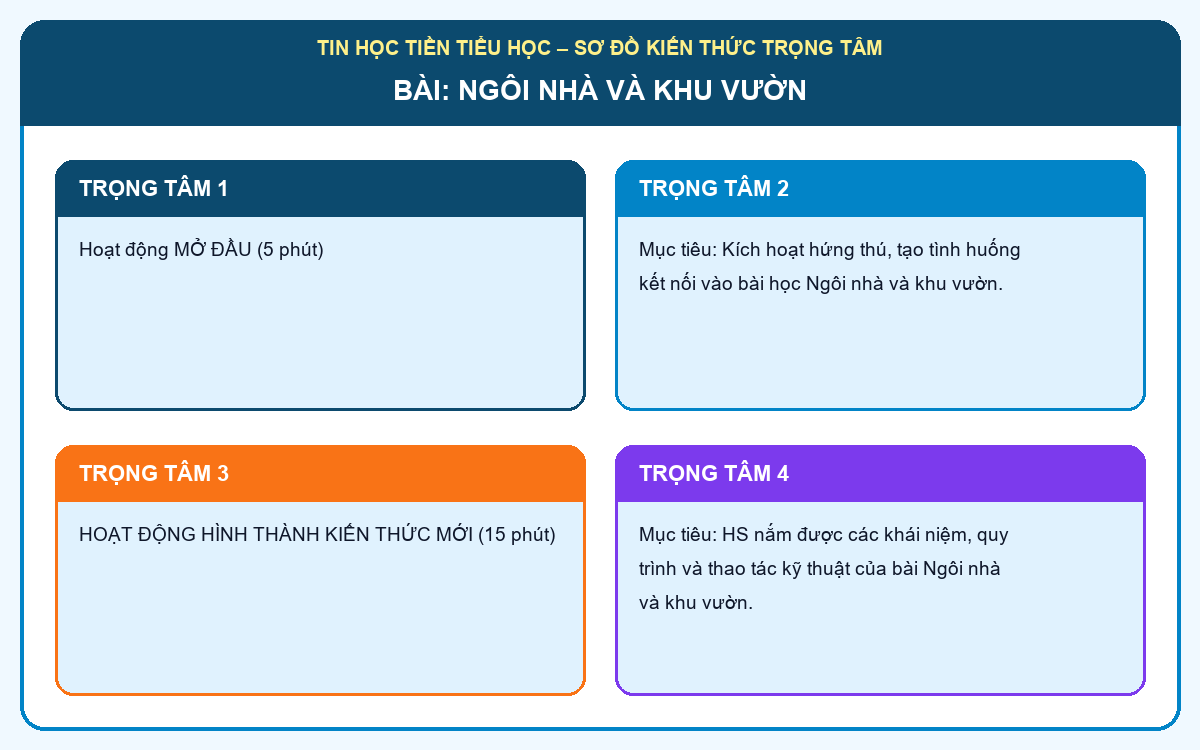 TIN HỌC TIỀN TIỂU HỌC – SƠ ĐỒ KIẾN THỨC TRỌNG TÂM
BÀI: NGÔI NHÀ VÀ KHU VƯỜN
TRỌNG TÂM 1
Hoạt động MỞ ĐẦU (5 phút)
TRỌNG TÂM 2
Mục tiêu: Kích hoạt hứng thú, tạo tình huống
kết nối vào bài học Ngôi nhà và khu vườn.
TRỌNG TÂM 3
HOẠT ĐỘNG HÌNH THÀNH KIẾN THỨC MỚI (15 phút)
TRỌNG TÂM 4
Mục tiêu: HS nắm được các khái niệm, quy
trình và thao tác kỹ thuật của bài Ngôi nhà
và khu vườn.